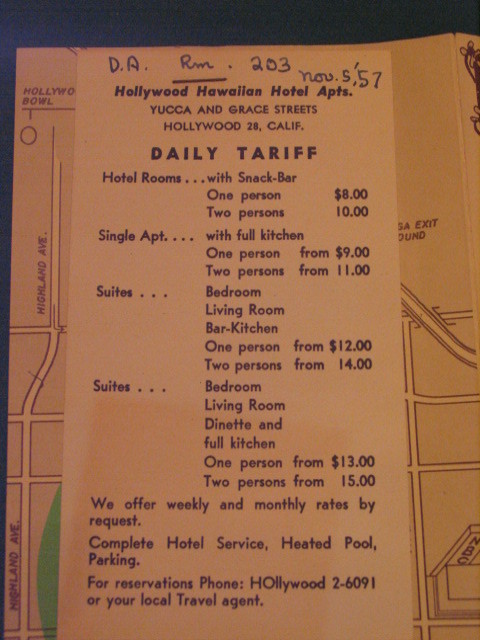 D.A. Rm. 203 Nov. 5, '57
HOLLYWO
BOWL
Hollywood Hawaiian Hotel Apts.
YUCCA AND GRACE STREETS
HOLLYWOOD 28, CALIF.
DAILY TARIFF
Hotel Rooms . . . with Snack-Bar
One person $8.00
Two persons 10.00
Single Apt. . . . with full kitchen
One person from $9.00
Two persons from 11.00
Suites . . . Bedroom
Living Room
Bar-Kitchen
One person from $12.00
Two persons from 14.00
Suites . . . Bedroom
Living Room
Dinette and
full kitchen
One person from $13.00
Two persons from 15.00
We offer weekly and monthly rates by
request.
Complete Hotel Service, Heated Pool,
Parking.
For reservations Phone: HOllywood 2-6091
or your local Travel agent.
HIGHLAND AVE.
HIGHLAND AVE.
GA EXIT
OUND
NBC